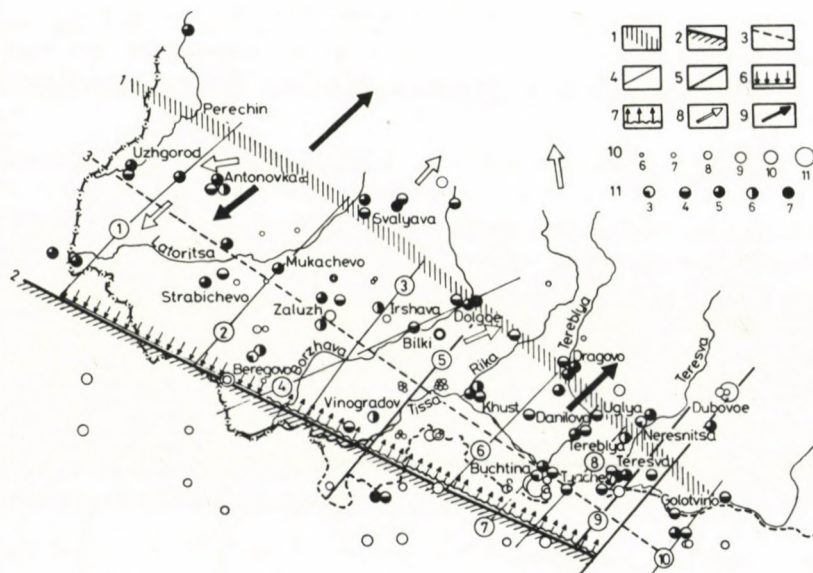 1 2 3
4 5 6
7 8 9
10 6 7 8 9 10 11
11 3 4 5 6 7
1
Perechin
Uzhgorod
3
Antonovka
Svalyava
1
Latoritsa
2
Mukachevo
Strabichevo
3
Zaluzh
Irshava
Dolgoe
Tereblya
2
Bilki
Teresva
Borzhava
5
Rika
Dragovo
Beregovo
4
Vinogradov
Tissa
Khust
Danilova
Uglya
Dubovoe
Neresnitsa
6
Tereblya
Buchtina
8
Teresva
Golotvino
7
9
10